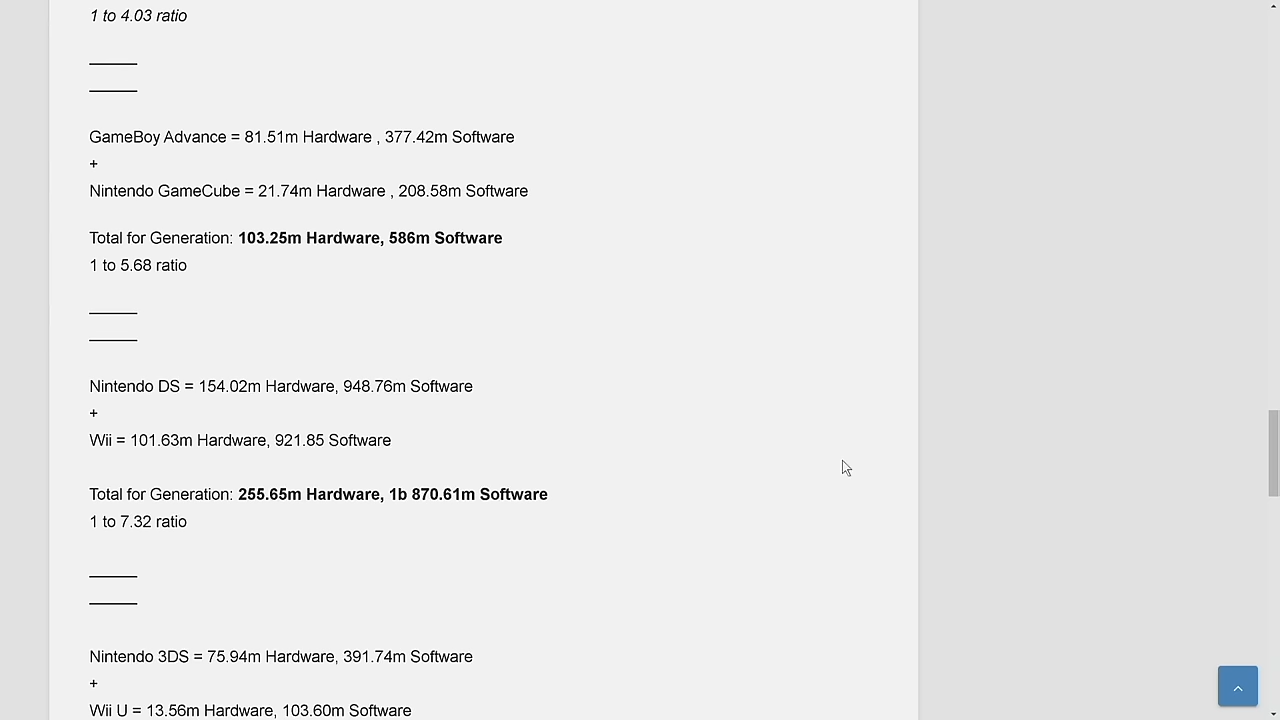 1 to 4.03 ratio
______
______
GameBoy Advance = 81.51m Hardware , 377.42m Software
+
Nintendo GameCube = 21.74m Hardware , 208.58m Software
Total for Generation: 103.25m Hardware, 586m Software
1 to 5.68 ratio
______
______
Nintendo DS = 154.02m Hardware, 948.76m Software
+
Wii = 101.63m Hardware, 921.85 Software
Total for Generation: 255.65m Hardware, 1b 870.61m Software
1 to 7.32 ratio
______
______
Nintendo 3DS = 75.94m Hardware, 391.74m Software
+
Wii U = 13.56m Hardware, 103.60m Software